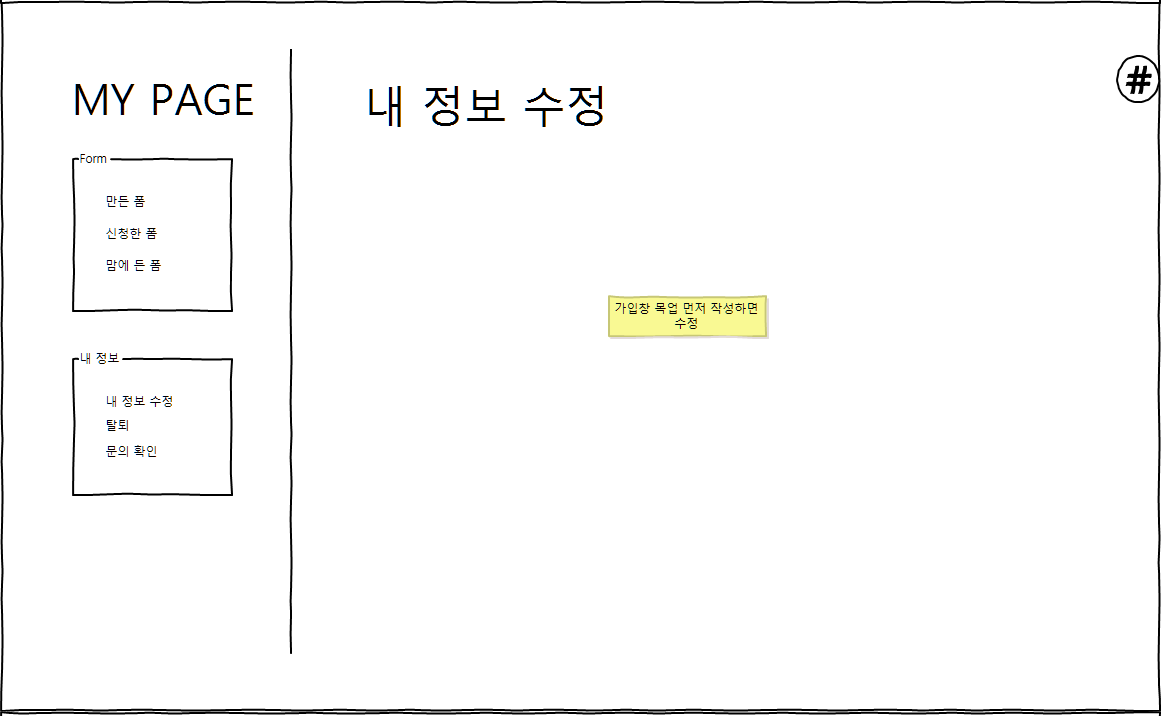 MY PAGE
Form
만든 폼
신청한 폼
맘에 든 폼
내 정보
내 정보 수정
탈퇴
문의 확인
내 정보 수정
#
가입창 목업 먼저 작성하면
수정